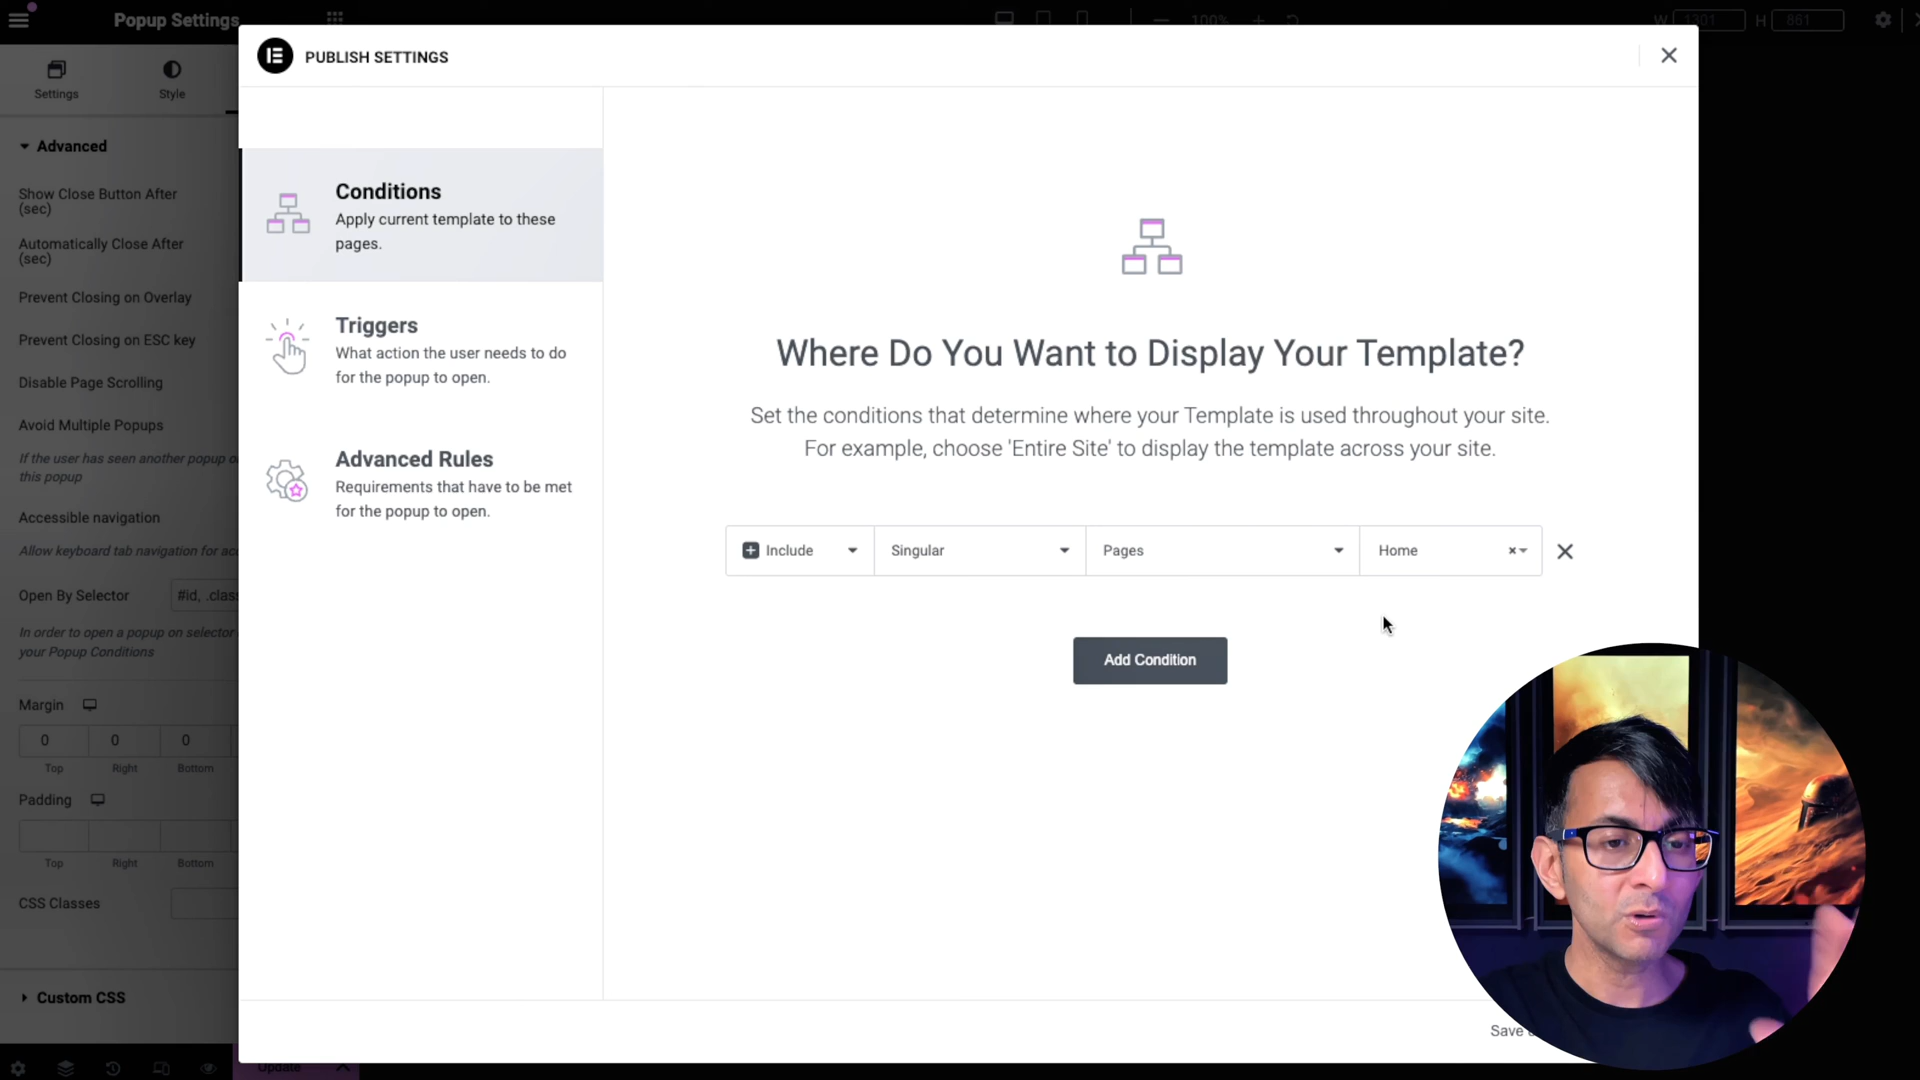 Popup Settings
100%
W 1301 H 861
PUBLISH SETTINGS
Settings
Style
Advanced
Show Close Button After
(sec)
Automatically Close After
(sec)
Prevent Closing on Overlay
Prevent Closing on ESC key
Disable Page Scrolling
Avoid Multiple Popups
If the user has seen another popup o
this popup
Accessible navigation
Allow keyboard tab navigation for ac
Open By Selector
#id, .class
In order to open a popup on selector
your Popup Conditions
Margin
0 0 0
Top Right Bottom
Padding
Top Right Bottom
CSS Classes
Custom CSS
Update
Conditions
Apply current template to these
pages.
Triggers
What action the user needs to do
for the popup to open.
Advanced Rules
Requirements that have to be met
for the popup to open.
Where Do You Want to Display Your Template?
Set the conditions that determine where your Template is used throughout your site.
For example, choose 'Entire Site' to display the template across your site.
Include
Singular
Pages
Home
Add Condition
Save